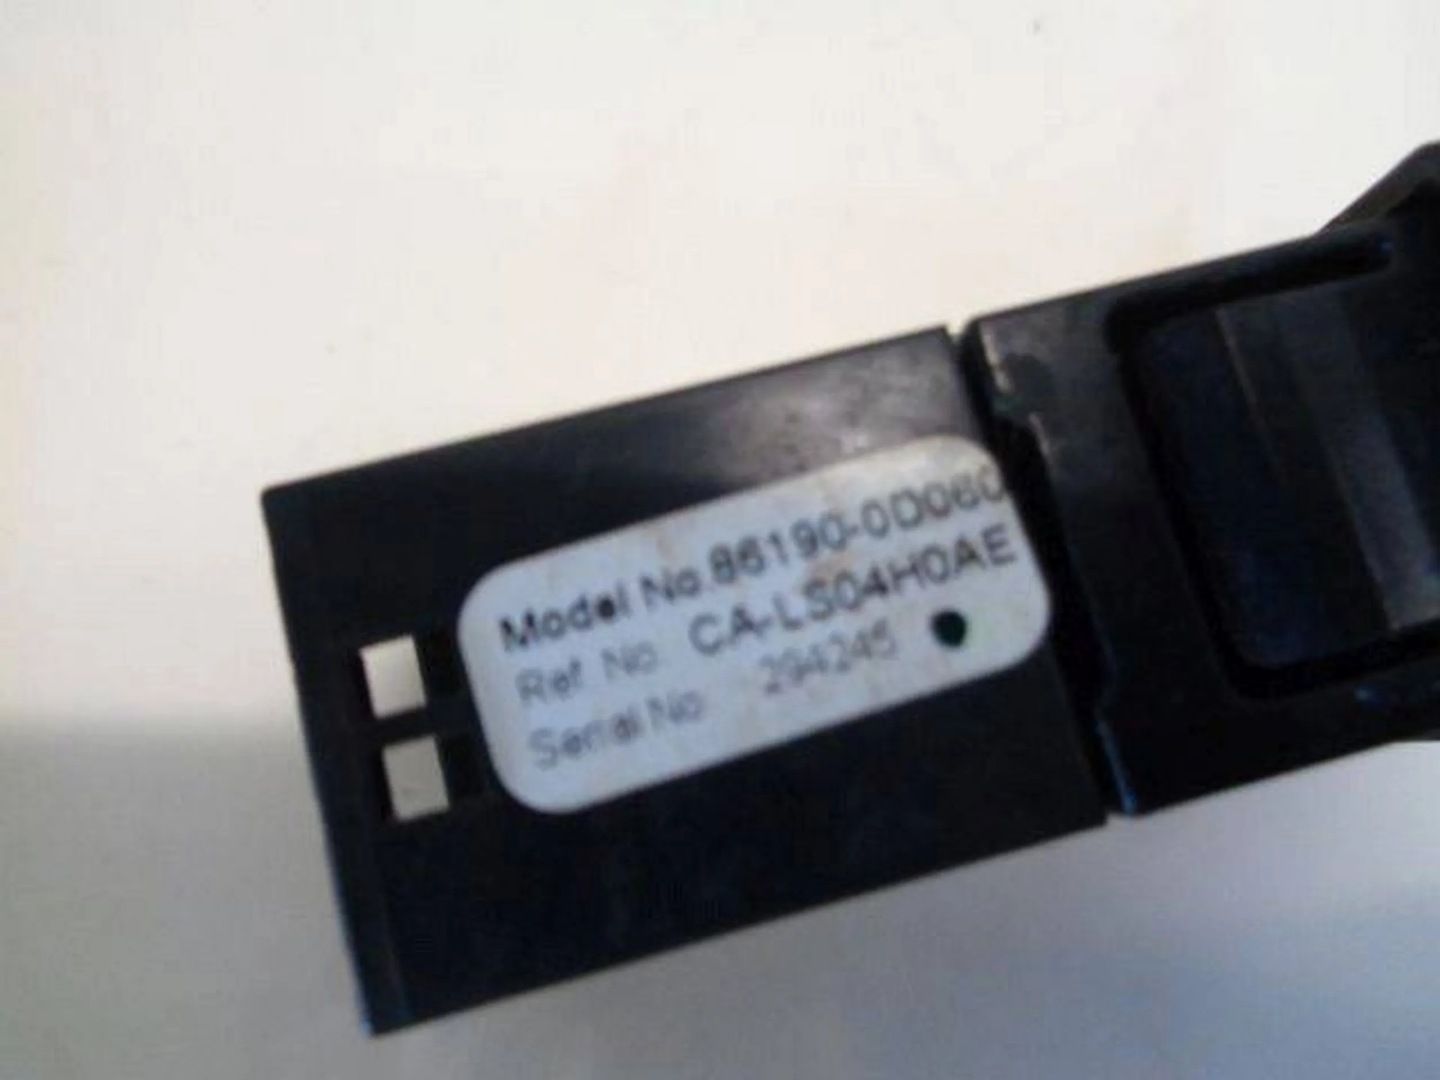 Model No.86190-0D060
Ref No. CA-LS04H0AE
Serial No. 294245